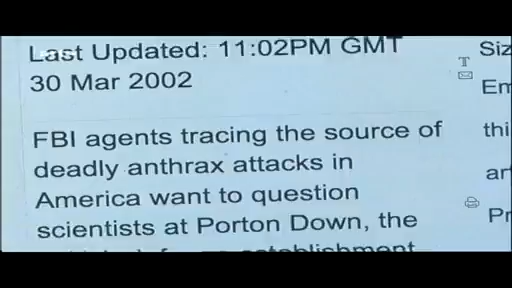 Last Updated: 11:02PM GMT
30 Mar 2002
FBI agents tracing the source of
deadly anthrax attacks in
America want to question
scientists at Porton Down, the
establishment
Siz
Em
thi
ar
Pr